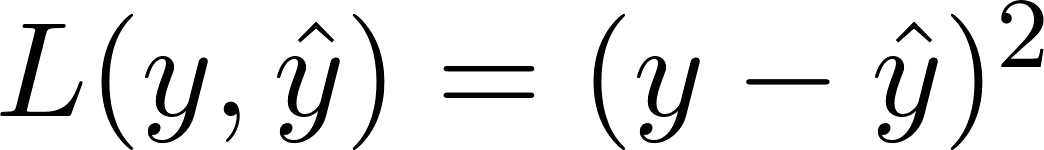 L(y, ŷ) = (y − ŷ)²